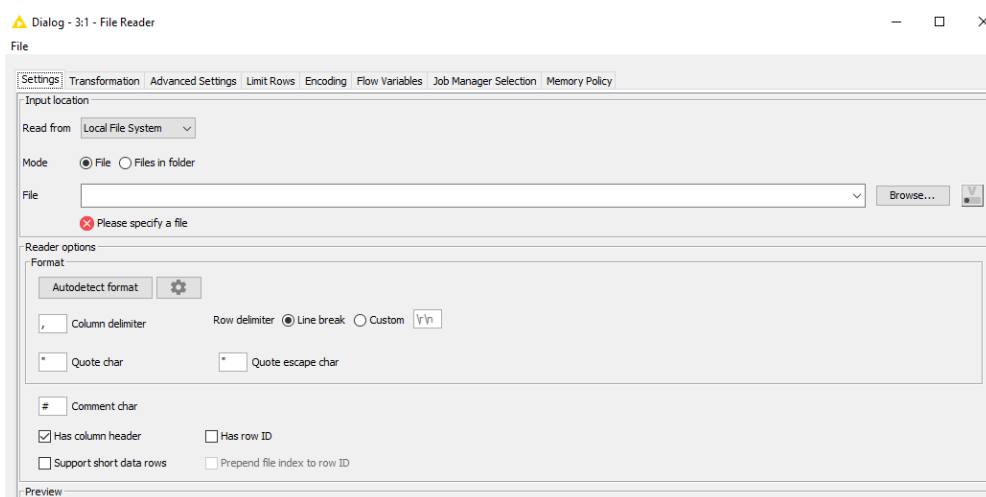 Dialog - 3:1 - File Reader
File
Settings Transformation Advanced Settings Limit Rows Encoding Flow Variables Job Manager Selection Memory Policy
Input location
Read from Local File System
Mode File Files in folder
File Browse... V
Please specify a file
Reader options
Format
Autodetect format
, Column delimiter Row delimiter Line break Custom \r\n
" Quote char " Quote escape char
# Comment char
Has column header Has row ID
Support short data rows Prepend file index to row ID
Preview